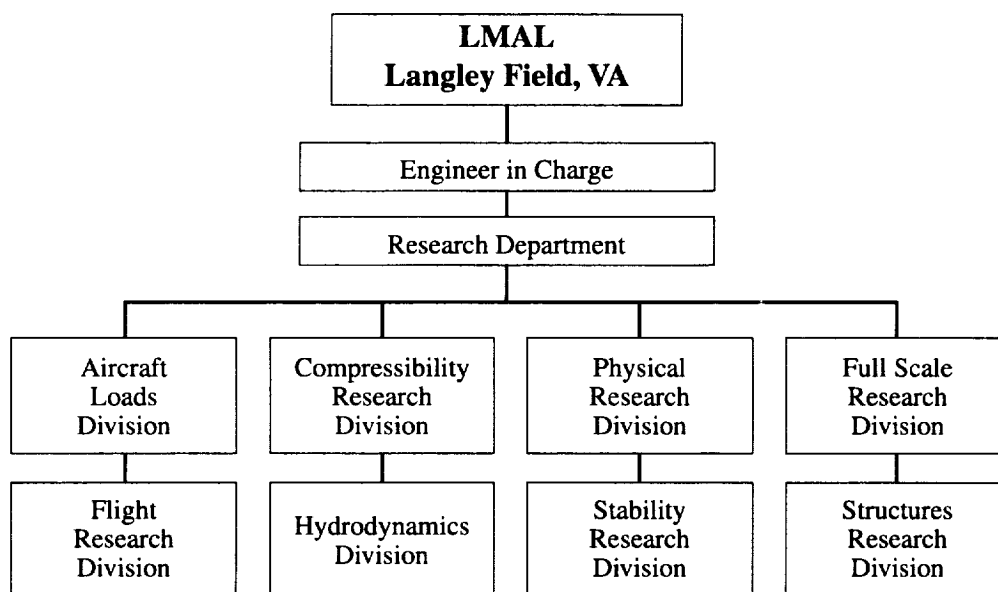 LMAL
Langley Field, VA
Engineer in Charge
Research Department
Aircraft
Loads
Division
Compressibility
Research
Division
Physical
Research
Division
Full Scale
Research
Division
Flight
Research
Division
Hydrodynamics
Division
Stability
Research
Division
Structures
Research
Division